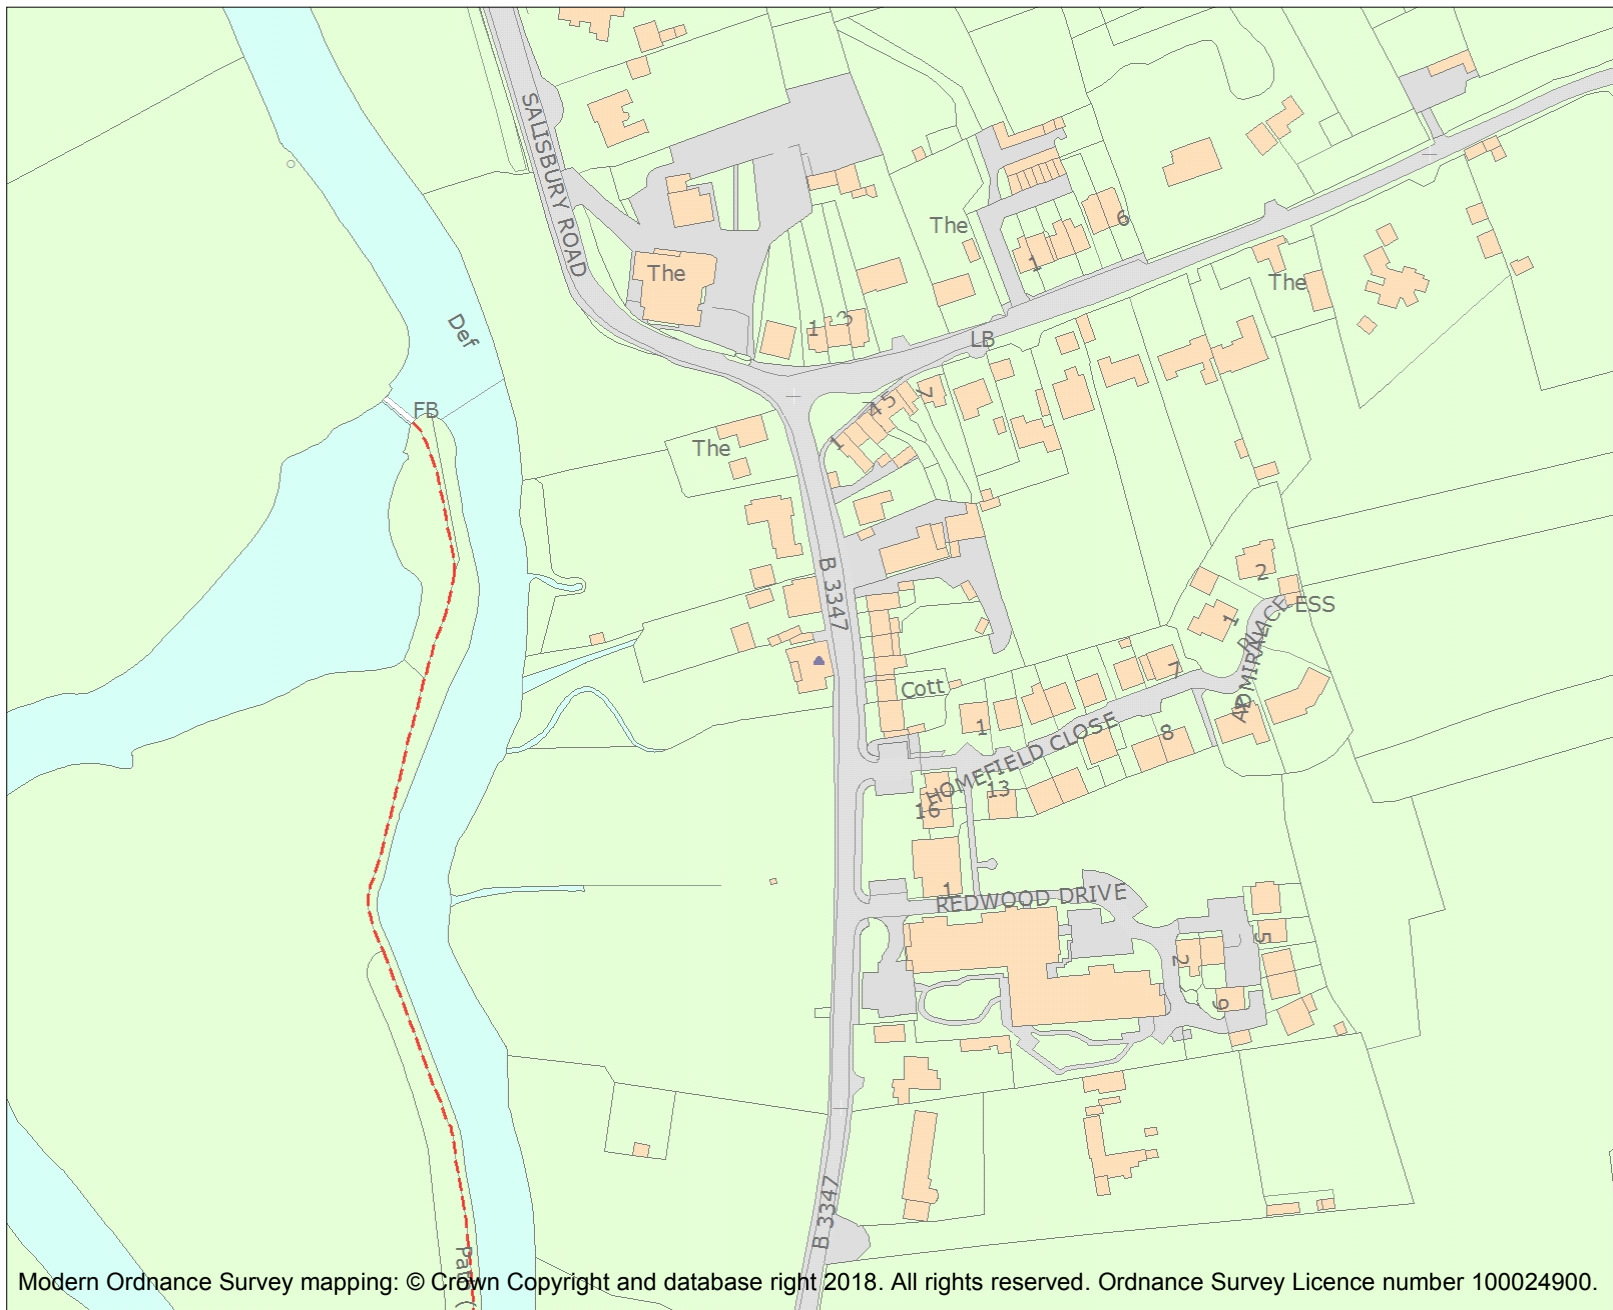 SALISBURY ROAD
The
6
1
The
The
Def
1
3
LB
FB
7
4 5
1
The
B 3347
2
ESS
1
ADMIRALS
7
Cott
1
8
HOMEFIELD CLOSE
13
16
1
REDWOOD DRIVE
5
2
9
B 3347
Modern Ordnance Survey mapping: © Crown Copyright and database right 2018. All rights reserved. Ordnance Survey Licence number 100024900.